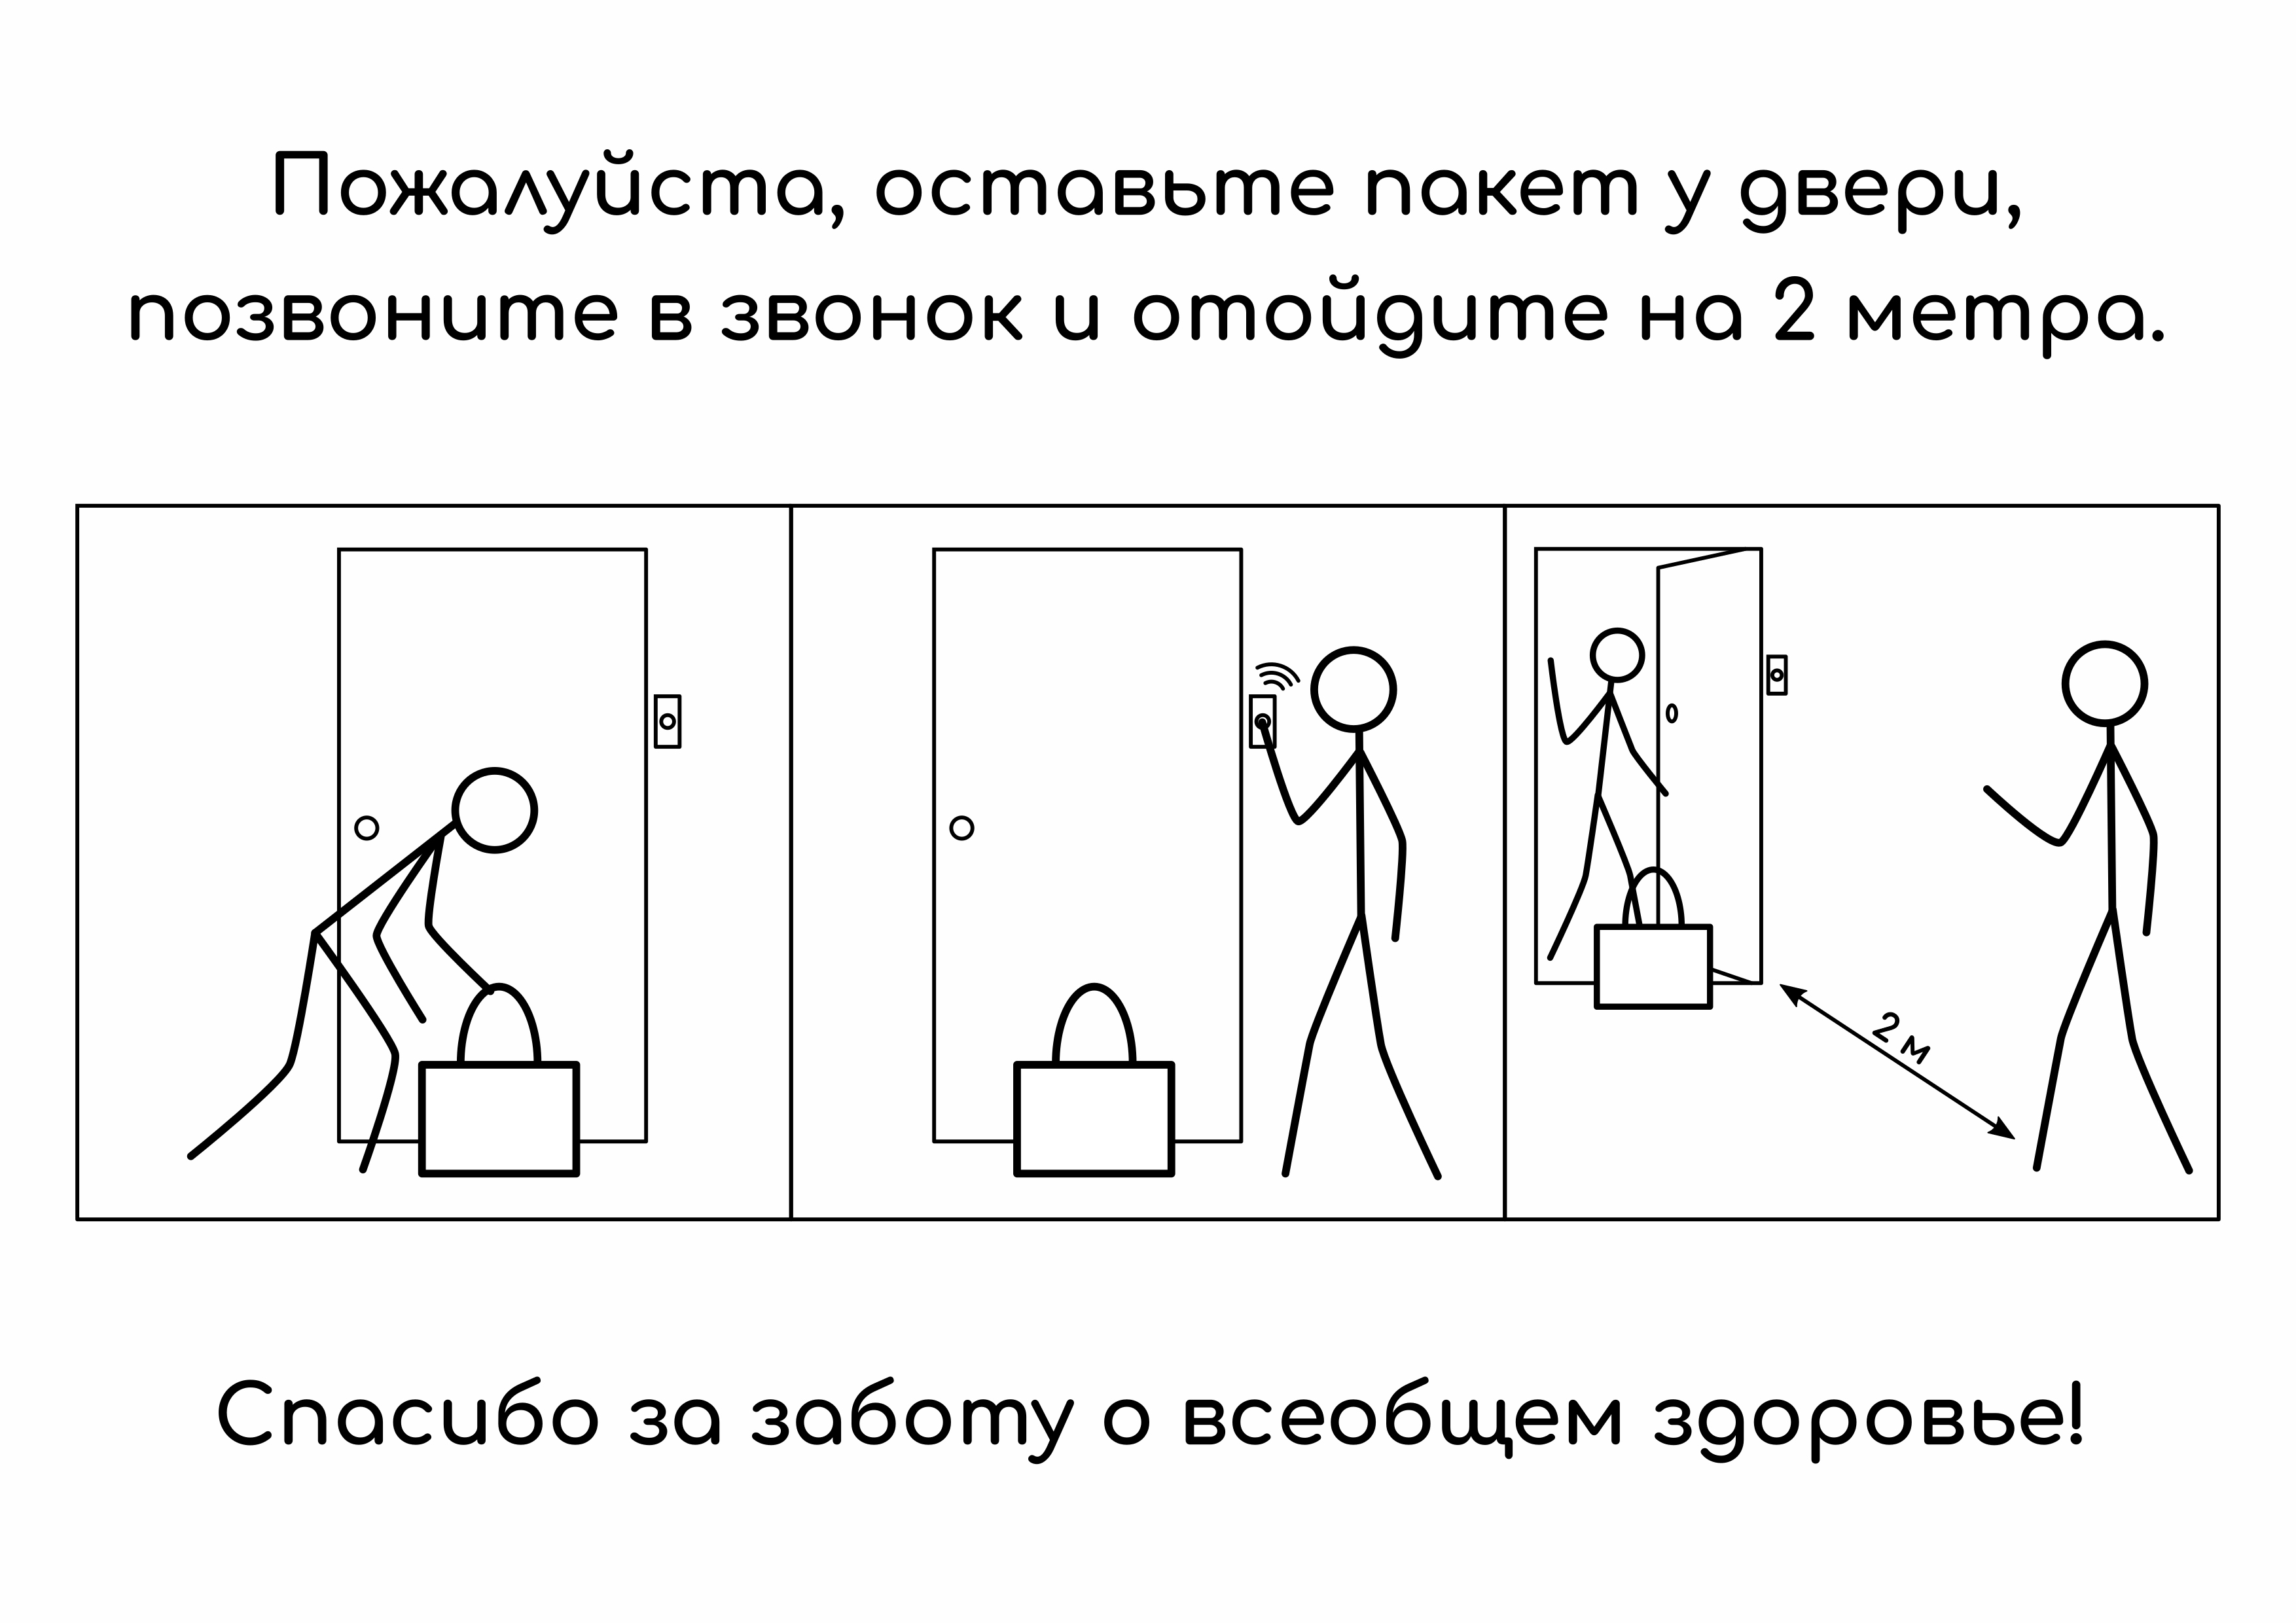 Пожалуйста, оставьте пакет у двери,
позвоните в звонок и отойдите на 2 метра.
2 м
Спасибо за заботу о всеобщем здоровье!